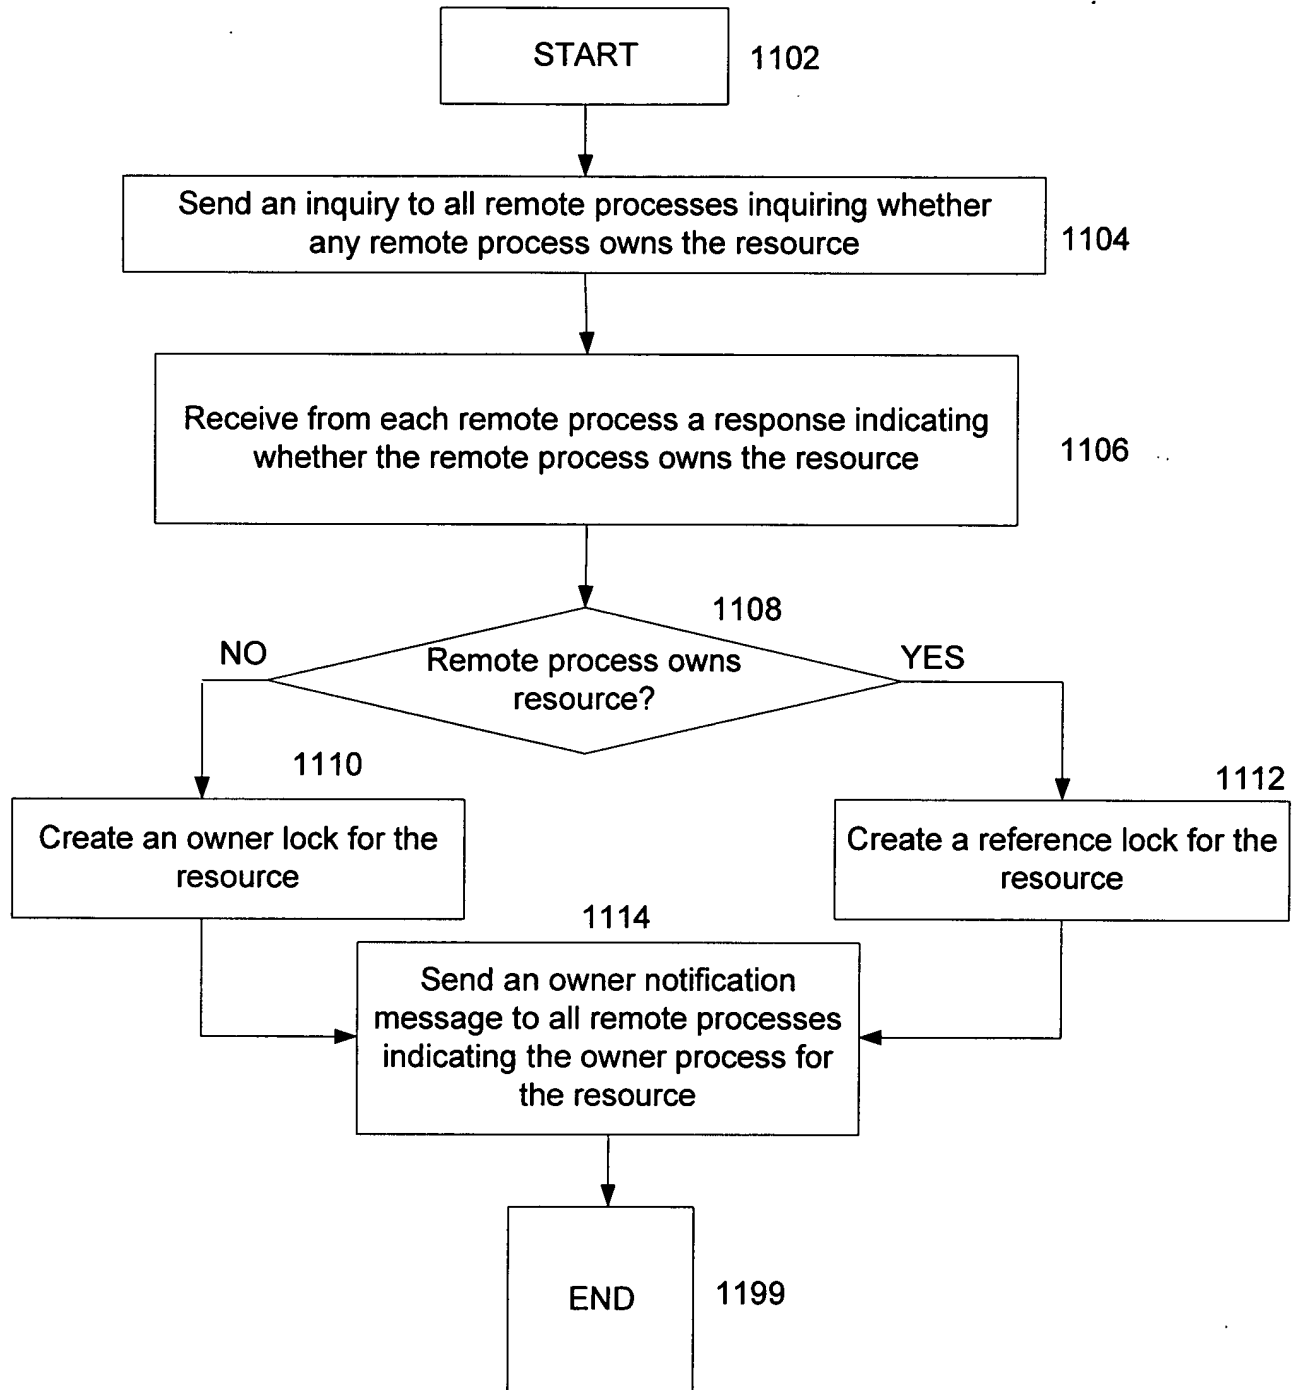 START
1102
Send an inquiry to all remote processes inquiring whether
any remote process owns the resource
1104
Receive from each remote process a response indicating
whether the remote process owns the resource
1106
1108
NO
Remote process owns
resource?
YES
1110
Create an owner lock for the
resource
1112
Create a reference lock for the
resource
1114
Send an owner notification
message to all remote processes
indicating the owner process for
the resource
END
1199